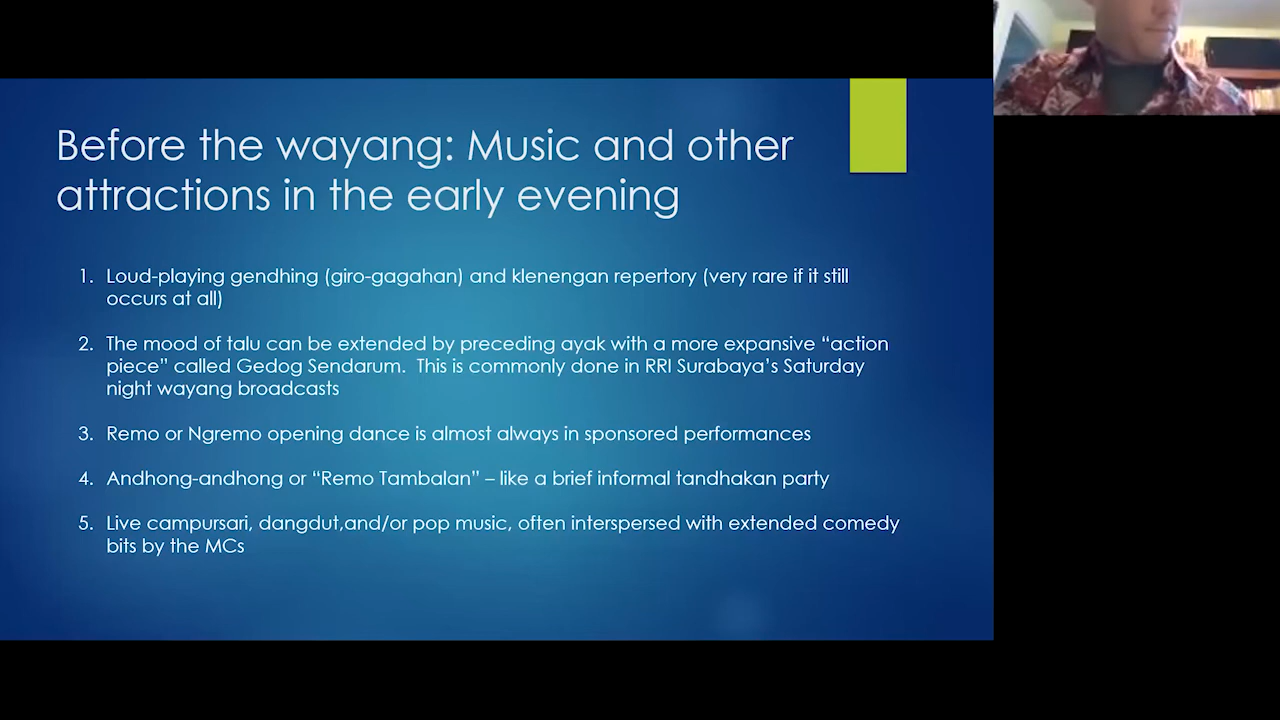 Before the wayang: Music and other
attractions in the early evening
1. Loud-playing gendhing (giro-gagahan) and klenengan repertory (very rare if it still
occurs at all)
2. The mood of talu can be extended by preceding ayak with a more expansive “action
piece” called Gedog Sendarum.  This is commonly done in RRI Surabaya’s Saturday
night wayang broadcasts
3. Remo or Ngremo opening dance is almost always in sponsored performances
4. Andhong-andhong or “Remo Tambalan” – like a brief informal tandhakan party
5. Live campursari, dangdut,and/or pop music, often interspersed with extended comedy
bits by the MCs